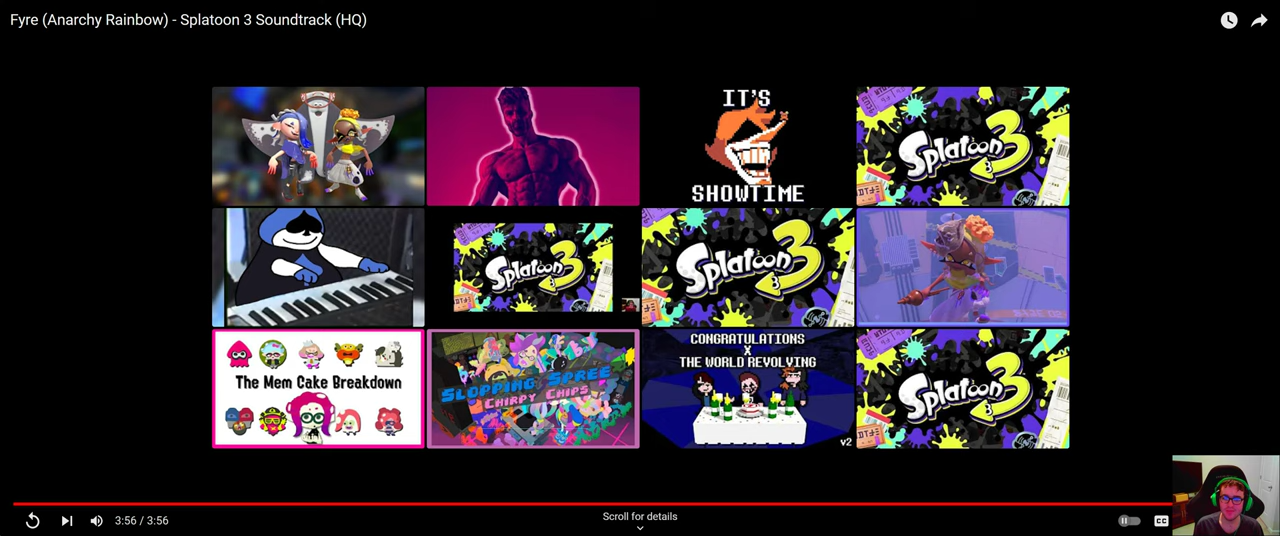 Fyre (Anarchy Rainbow) - Splatoon 3 Soundtrack (HQ)
IT'S
SHOWTIME
Splatoon 3
Splatoon 3
Splatoon 3
The Mem Cake Breakdown
SLOPPING SPREE
CHIRPY CHIPS
CONGRATULATIONS
X
THE WORLD REVOLVING
v2
Splatoon 3
3:56 / 3:56
Scroll for details
CC